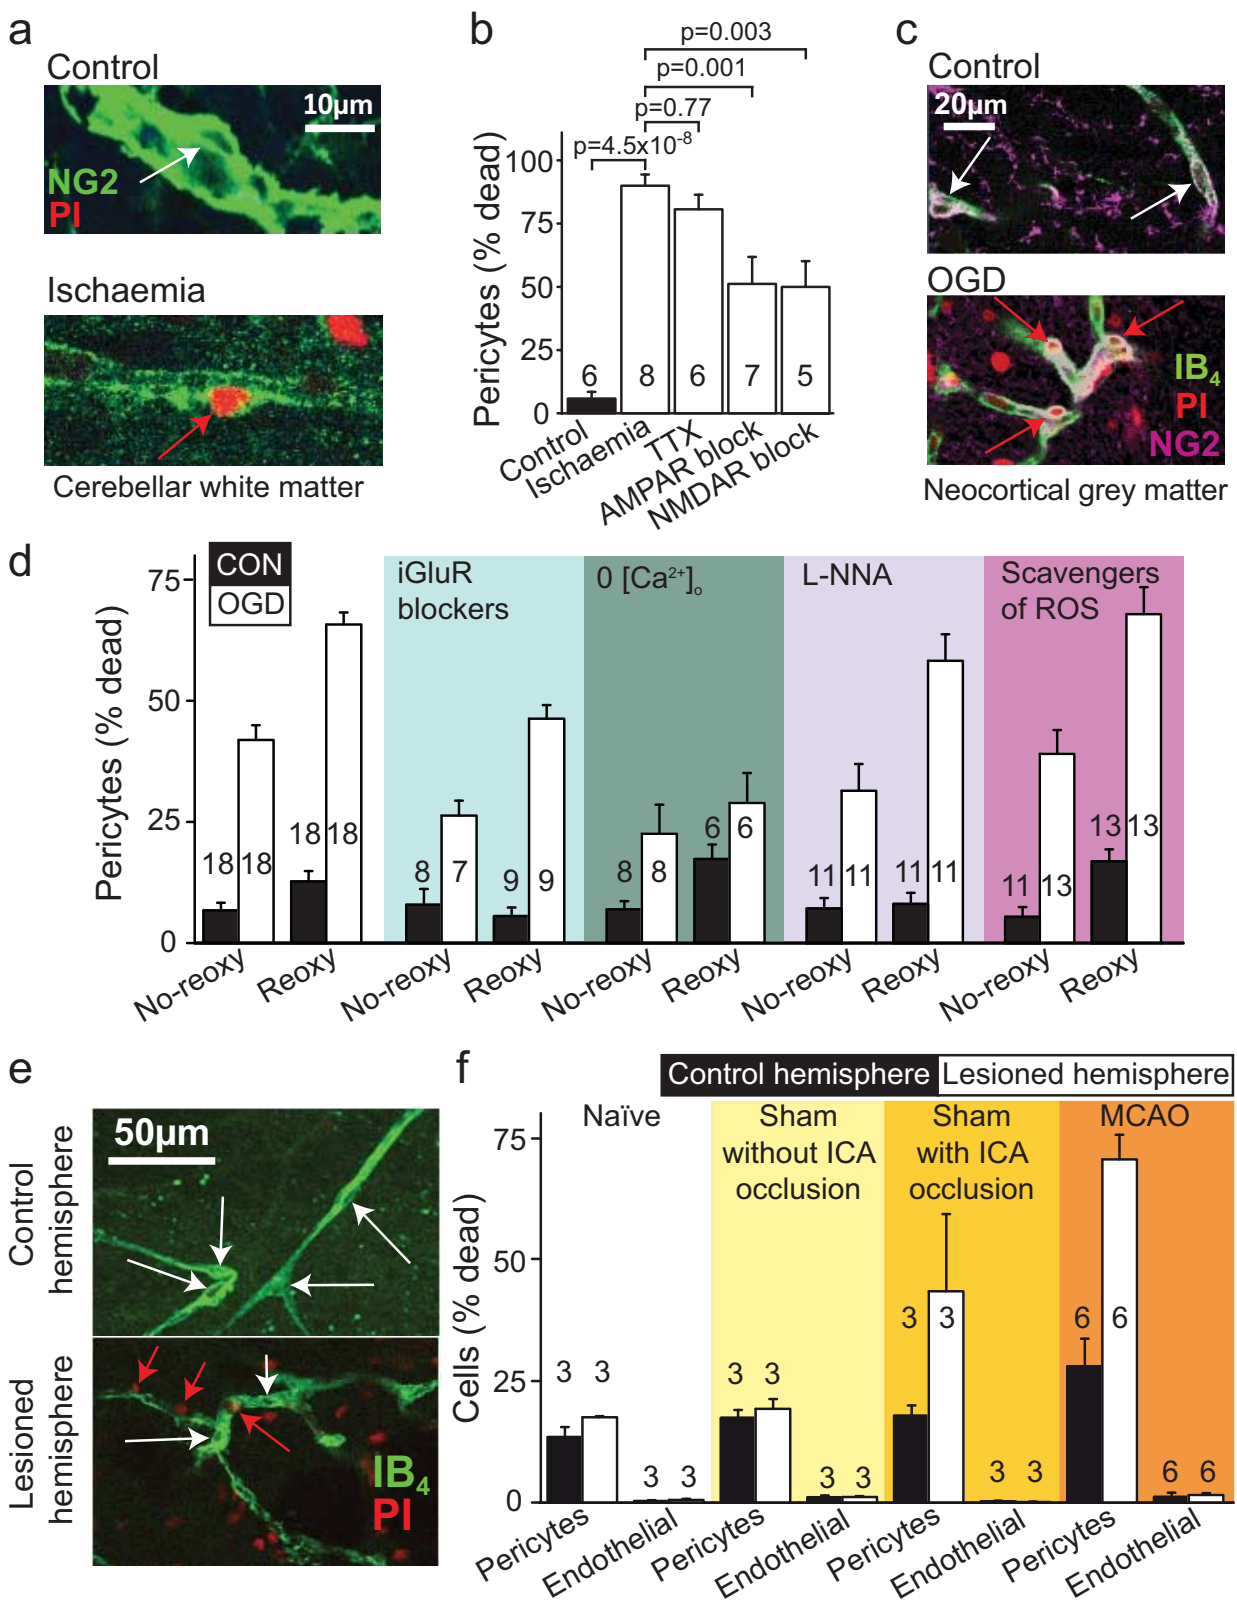 a
Control
10µm
NG2
PI
Ischaemia
Cerebellar white matter
b
p=0.003
p=0.001
p=0.77
p=4.5x10-8
Pericytes (% dead)
100
75
50
25
0
6
8
6
7
5
Control
Ischaemia
TTX
AMPAR block
NMDAR block
c
Control
20µm
OGD
IB4
PI
NG2
Neocortical grey matter
d
CON
OGD
iGluR
blockers
0 [Ca2+]o
L-NNA
Scavengers
of ROS
Pericytes (% dead)
75
50
25
0
18 18 18 18
8 7 9 9
8 8 6 6
11 11 11 11
11 13 13 13
No-reoxy Reoxy No-reoxy Reoxy No-reoxy Reoxy No-reoxy Reoxy No-reoxy Reoxy
e
Control
hemisphere
50µm
Lesioned
hemisphere
IB4
PI
f
Control hemisphere Lesioned hemisphere
Naïve
Sham
without ICA
occlusion
Sham
with ICA
occlusion
MCAO
Cells (% dead)
75
50
25
0
3 3 3 3
3 3 3 3
3 3 3 3
6 6 6 6
Pericytes Endothelial Pericytes Endothelial Pericytes Endothelial Pericytes Endothelial